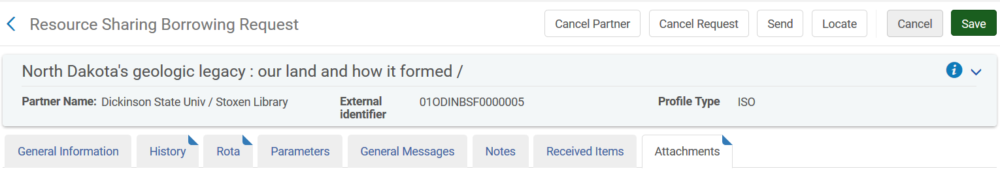 Resource Sharing Borrowing Request
Cancel Partner
Cancel Request
Send
Locate
Cancel
Save
North Dakota's geologic legacy : our land and how it formed /
Partner Name: Dickinson State Univ / Stoxen Library
External
identifier
01ODINBSF0000005
Profile Type
ISO
General Information
History
Rota
Parameters
General Messages
Notes
Received Items
Attachments